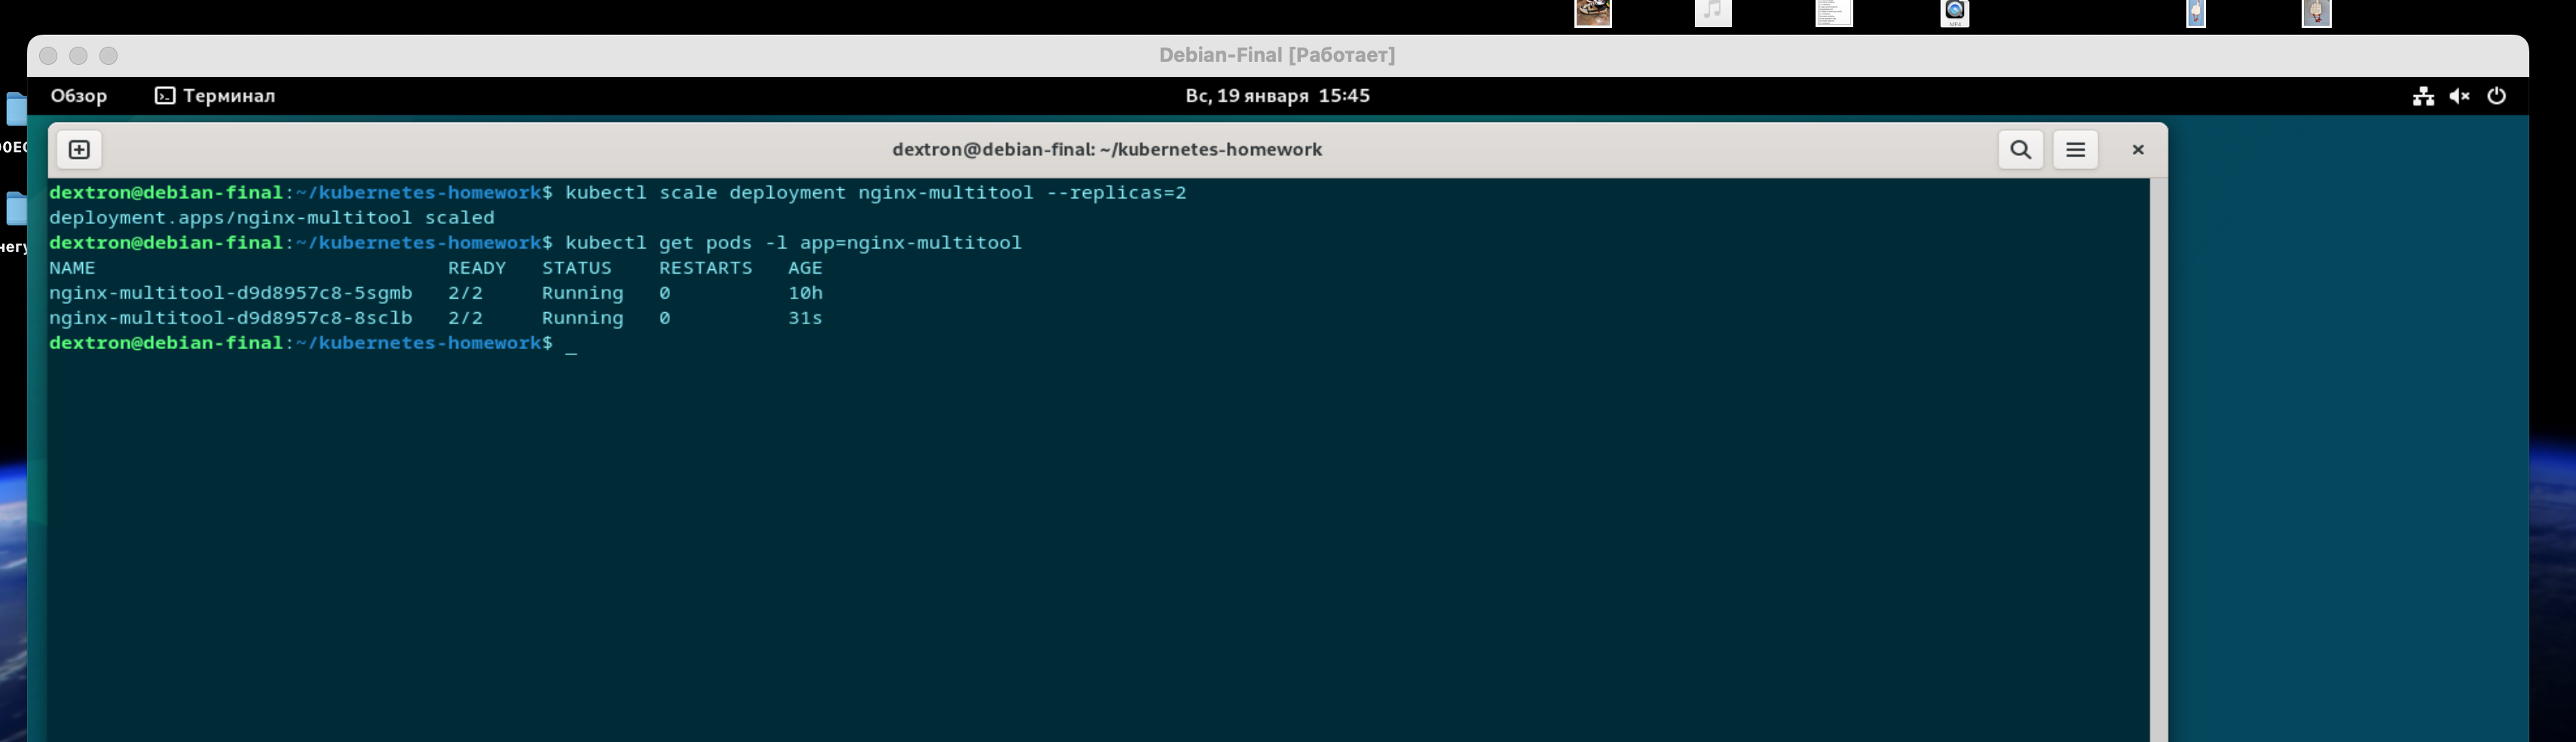 MP4
Debian-Final [Работает]
Обзор Терминал Вс, 19 января 15:45
dextron@debian-final: ~/kubernetes-homework
dextron@debian-final:~/kubernetes-homework$ kubectl scale deployment nginx-multitool --replicas=2
deployment.apps/nginx-multitool scaled
dextron@debian-final:~/kubernetes-homework$ kubectl get pods -l app=nginx-multitool
NAME READY STATUS RESTARTS AGE
nginx-multitool-d9d8957c8-5sgmb 2/2 Running 0 10h
nginx-multitool-d9d8957c8-8sclb 2/2 Running 0 31s
dextron@debian-final:~/kubernetes-homework$ _